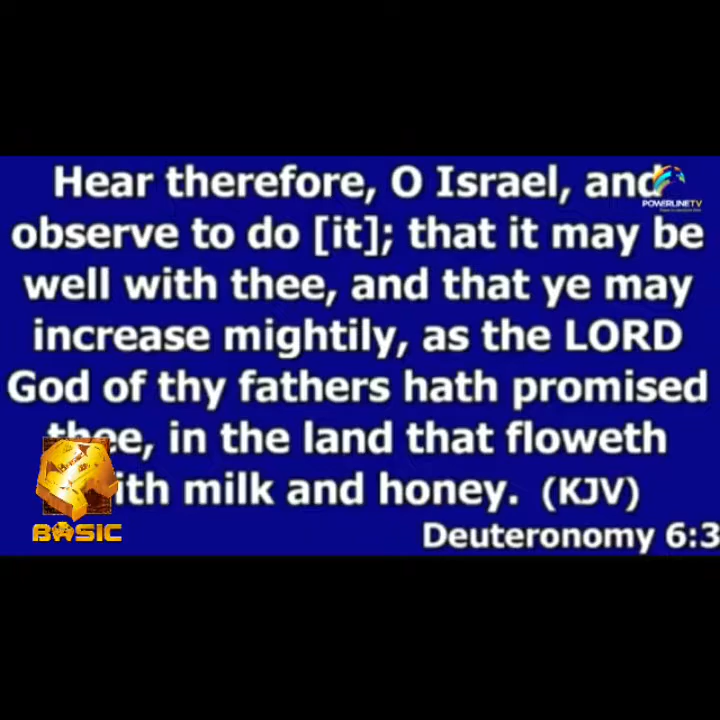 Hear therefore, O Israel, and
POWERLINETV
observe to do [it]; that it may be
well with thee, and that ye may
increase mightily, as the LORD
God of thy fathers hath promised
thee, in the land that floweth
with milk and honey. (KJV)
BASIC
Deuteronomy 6:3